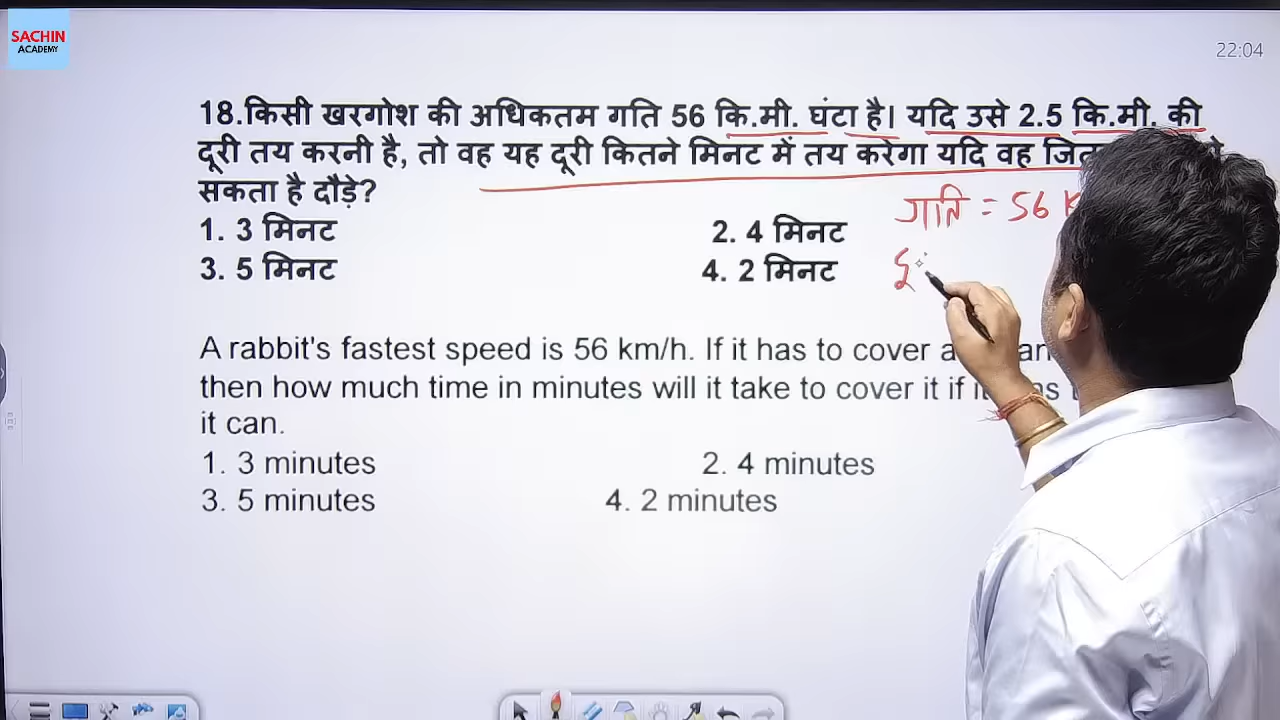 SACHIN
ACADEMY
22:04
18.किसी खरगोश की अधिकतम गति 56 कि.मी. घंटा है। यदि उसे 2.5 कि.मी. की
दूरी तय करनी है, तो वह यह दूरी कितने मिनट में तय करेगा यदि वह
सकता है दौड़े?
1. 3 मिनट 2. 4 मिनट
3. 5 मिनट 4. 2 मिनट
गति = 56
A rabbit's fastest speed is 56 km/h. If it has to cover a
then how much time in minutes will it take to cover it if
it can.
1. 3 minutes 2. 4 minutes
3. 5 minutes 4. 2 minutes